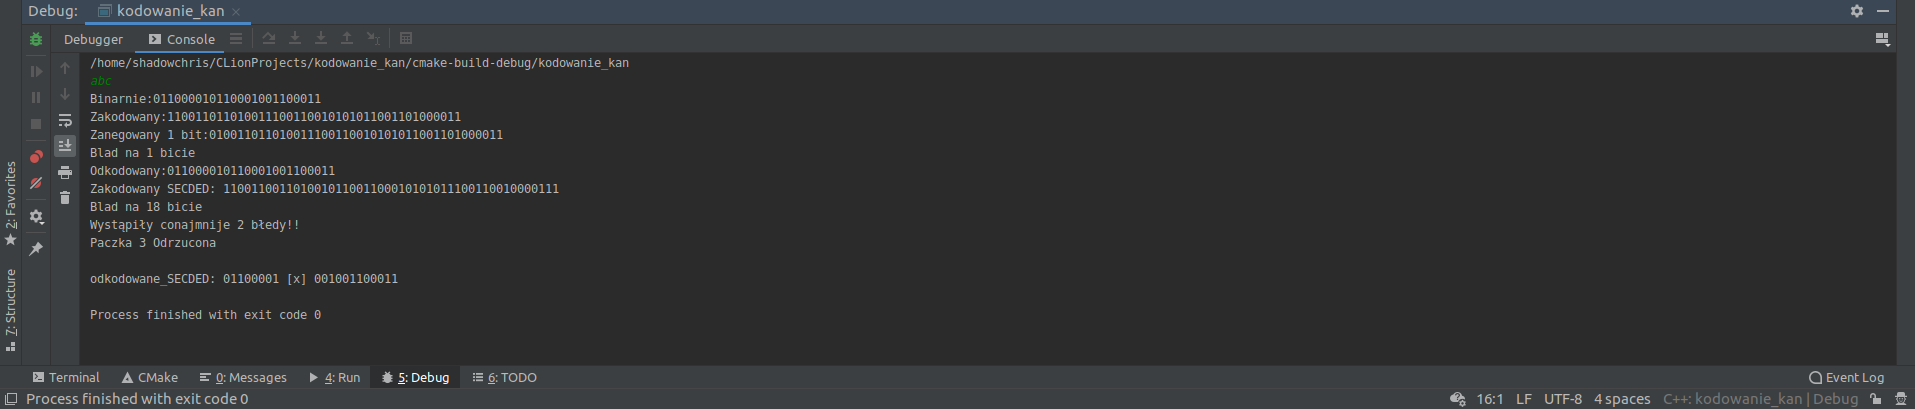 Debug: kodowanie_kan
Debugger Console
/home/shadowchris/CLionProjects/kodowanie_kan/cmake-build-debug/kodowanie_kan
abc
Binarnie:011000010110001001100011
Zakodowany:110011011010011100110010101011001101000011
Zanegowany 1 bit:010011011010011100110010101011001101000011
Blad na 1 bicie
Odkodowany:011000010110001001100011
Zakodowany SECDED: 110011001101001011001100010101011100110010000111
Blad na 18 bicie
Wystąpiły conajmnije 2 błedy!!
Paczka 3 Odrzucona
odkodowane_SECDED: 01100001 [x] 001001100011
Process finished with exit code 0
2: Favorites
7: Structure
Terminal CMake 0: Messages 4: Run 5: Debug 6: TODO Event Log
Process finished with exit code 0 16:1 LF UTF-8 4 spaces C++: kodowanie_kan | Debug